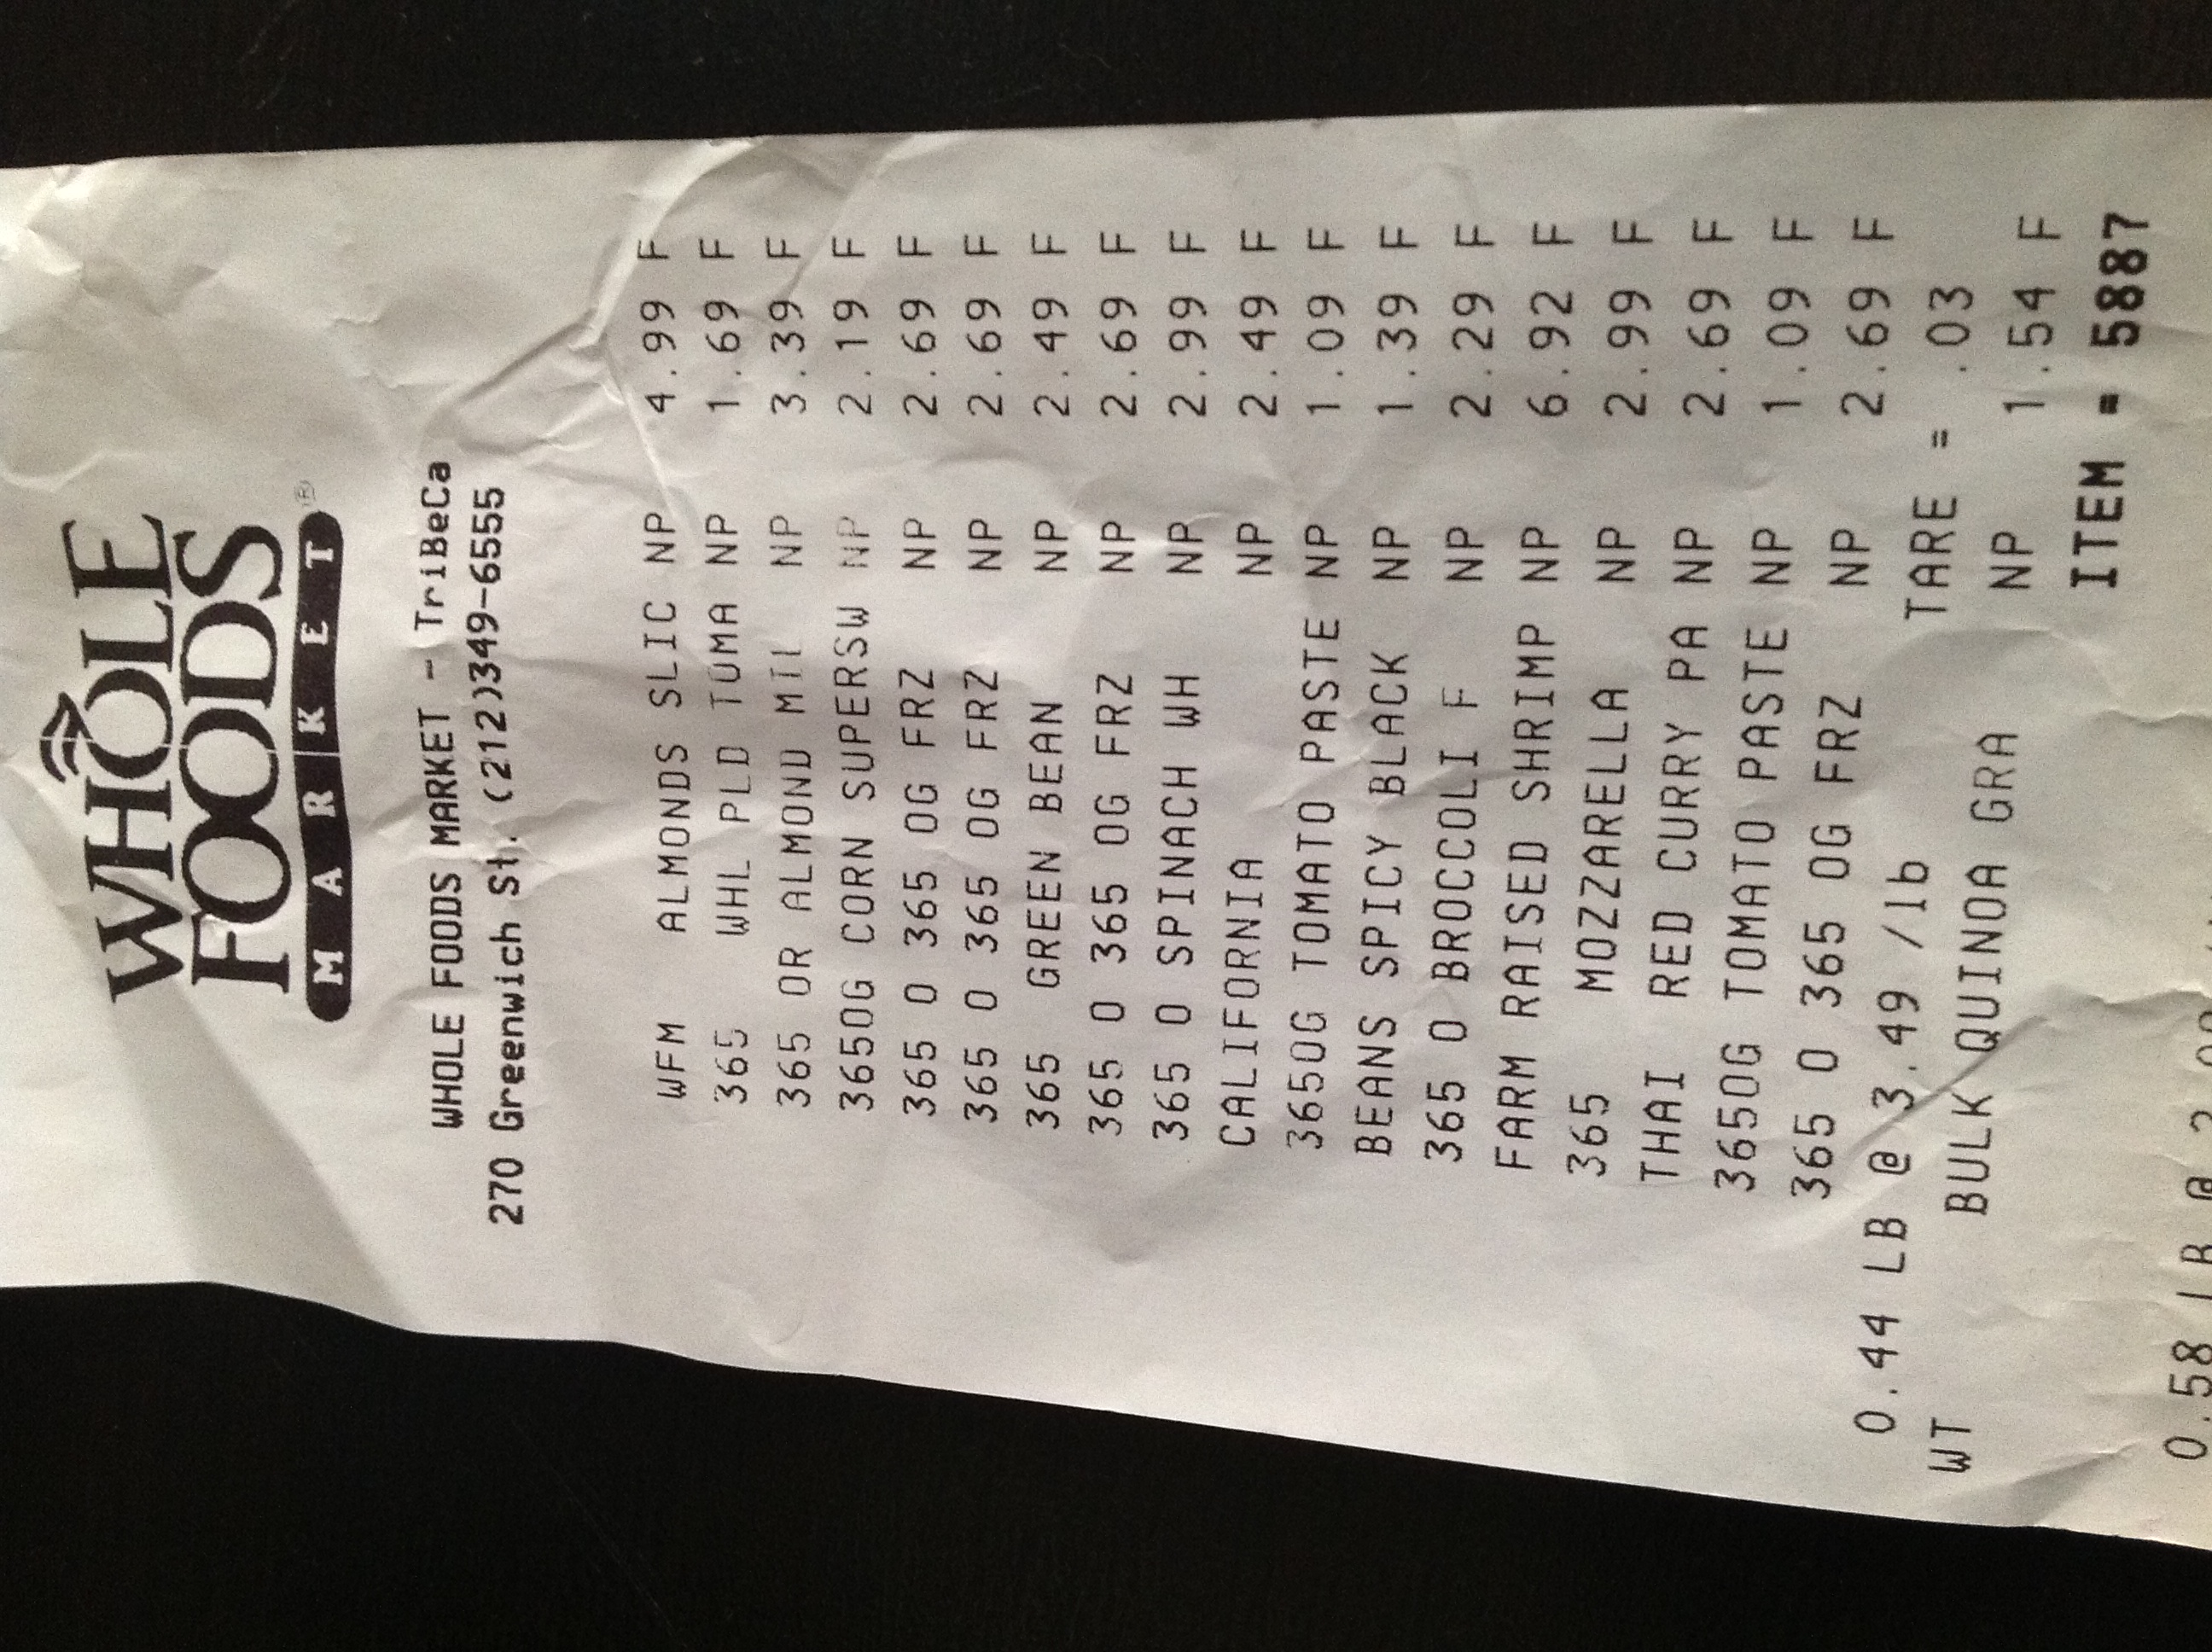 WHOLE
FOODS
MARKET®
WHOLE FOODS MARKET - TriBeCa
270 Greenwich St. (212)349-6555
WFM ALMONDS SLIC NP 4.99 F
365 WHL PLD TOMA NP 1.69 F
365 OR ALMOND MIL NP 3.39 F
365OG CORN SUPERSW NP 2.19 F
365 O 365 OG FRZ NP 2.69 F
365 O 365 OG FRZ NP 2.69 F
365 GREEN BEAN NP 2.49 F
365 O 365 OG FRZ NP 2.69 F
365 O SPINACH WH NP 2.99 F
CALIFORNIA NP 2.49 F
365OG TOMATO PASTE NP 1.09 F
BEANS SPICY BLACK NP 1.39 F
365 O BROCCOLI F NP 2.29 F
FARM RAISED SHRIMP NP 6.92 F
365 MOZZARELLA NP 2.99 F
THAI RED CURRY PA NP 2.69 F
365OG TOMATO PASTE NP 1.09 F
365 O 365 OG FRZ NP 2.69 F
0.44 LB @ 3.49 /lb TARE = .03
WT BULK QUINOA GRA NP 1.54 F
ITEM = 5887
0.58 LB @